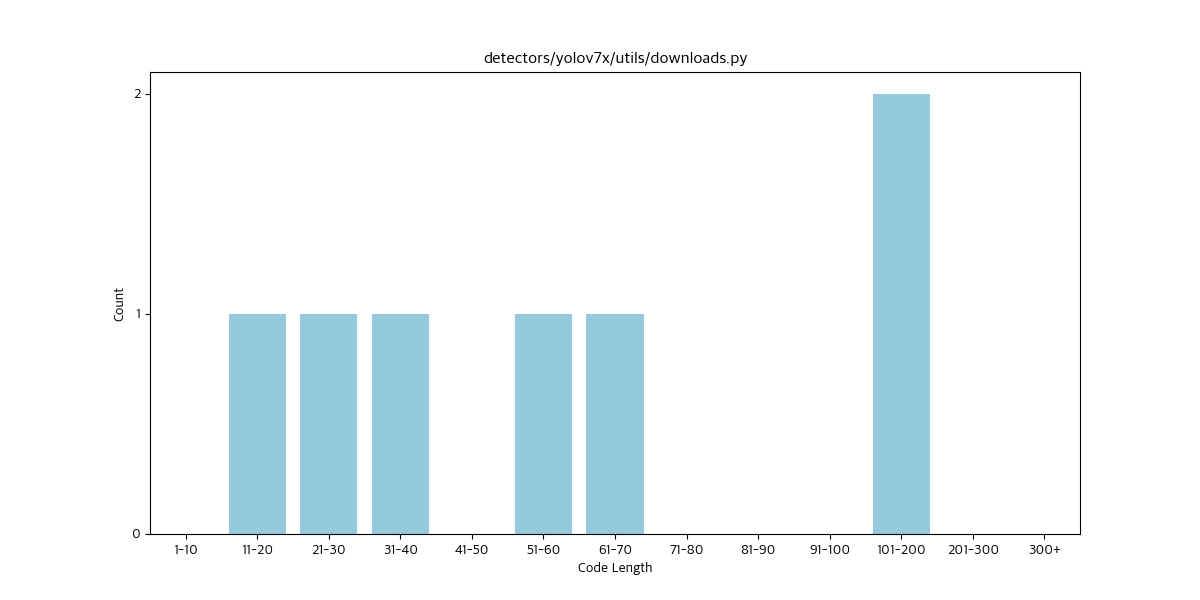 detectors/yolov7x/utils/downloads.py
2
1
0
Count
1-10 11-20 21-30 31-40 41-50 51-60 61-70 71-80 81-90 91-100 101-200 201-300 300+
Code Length